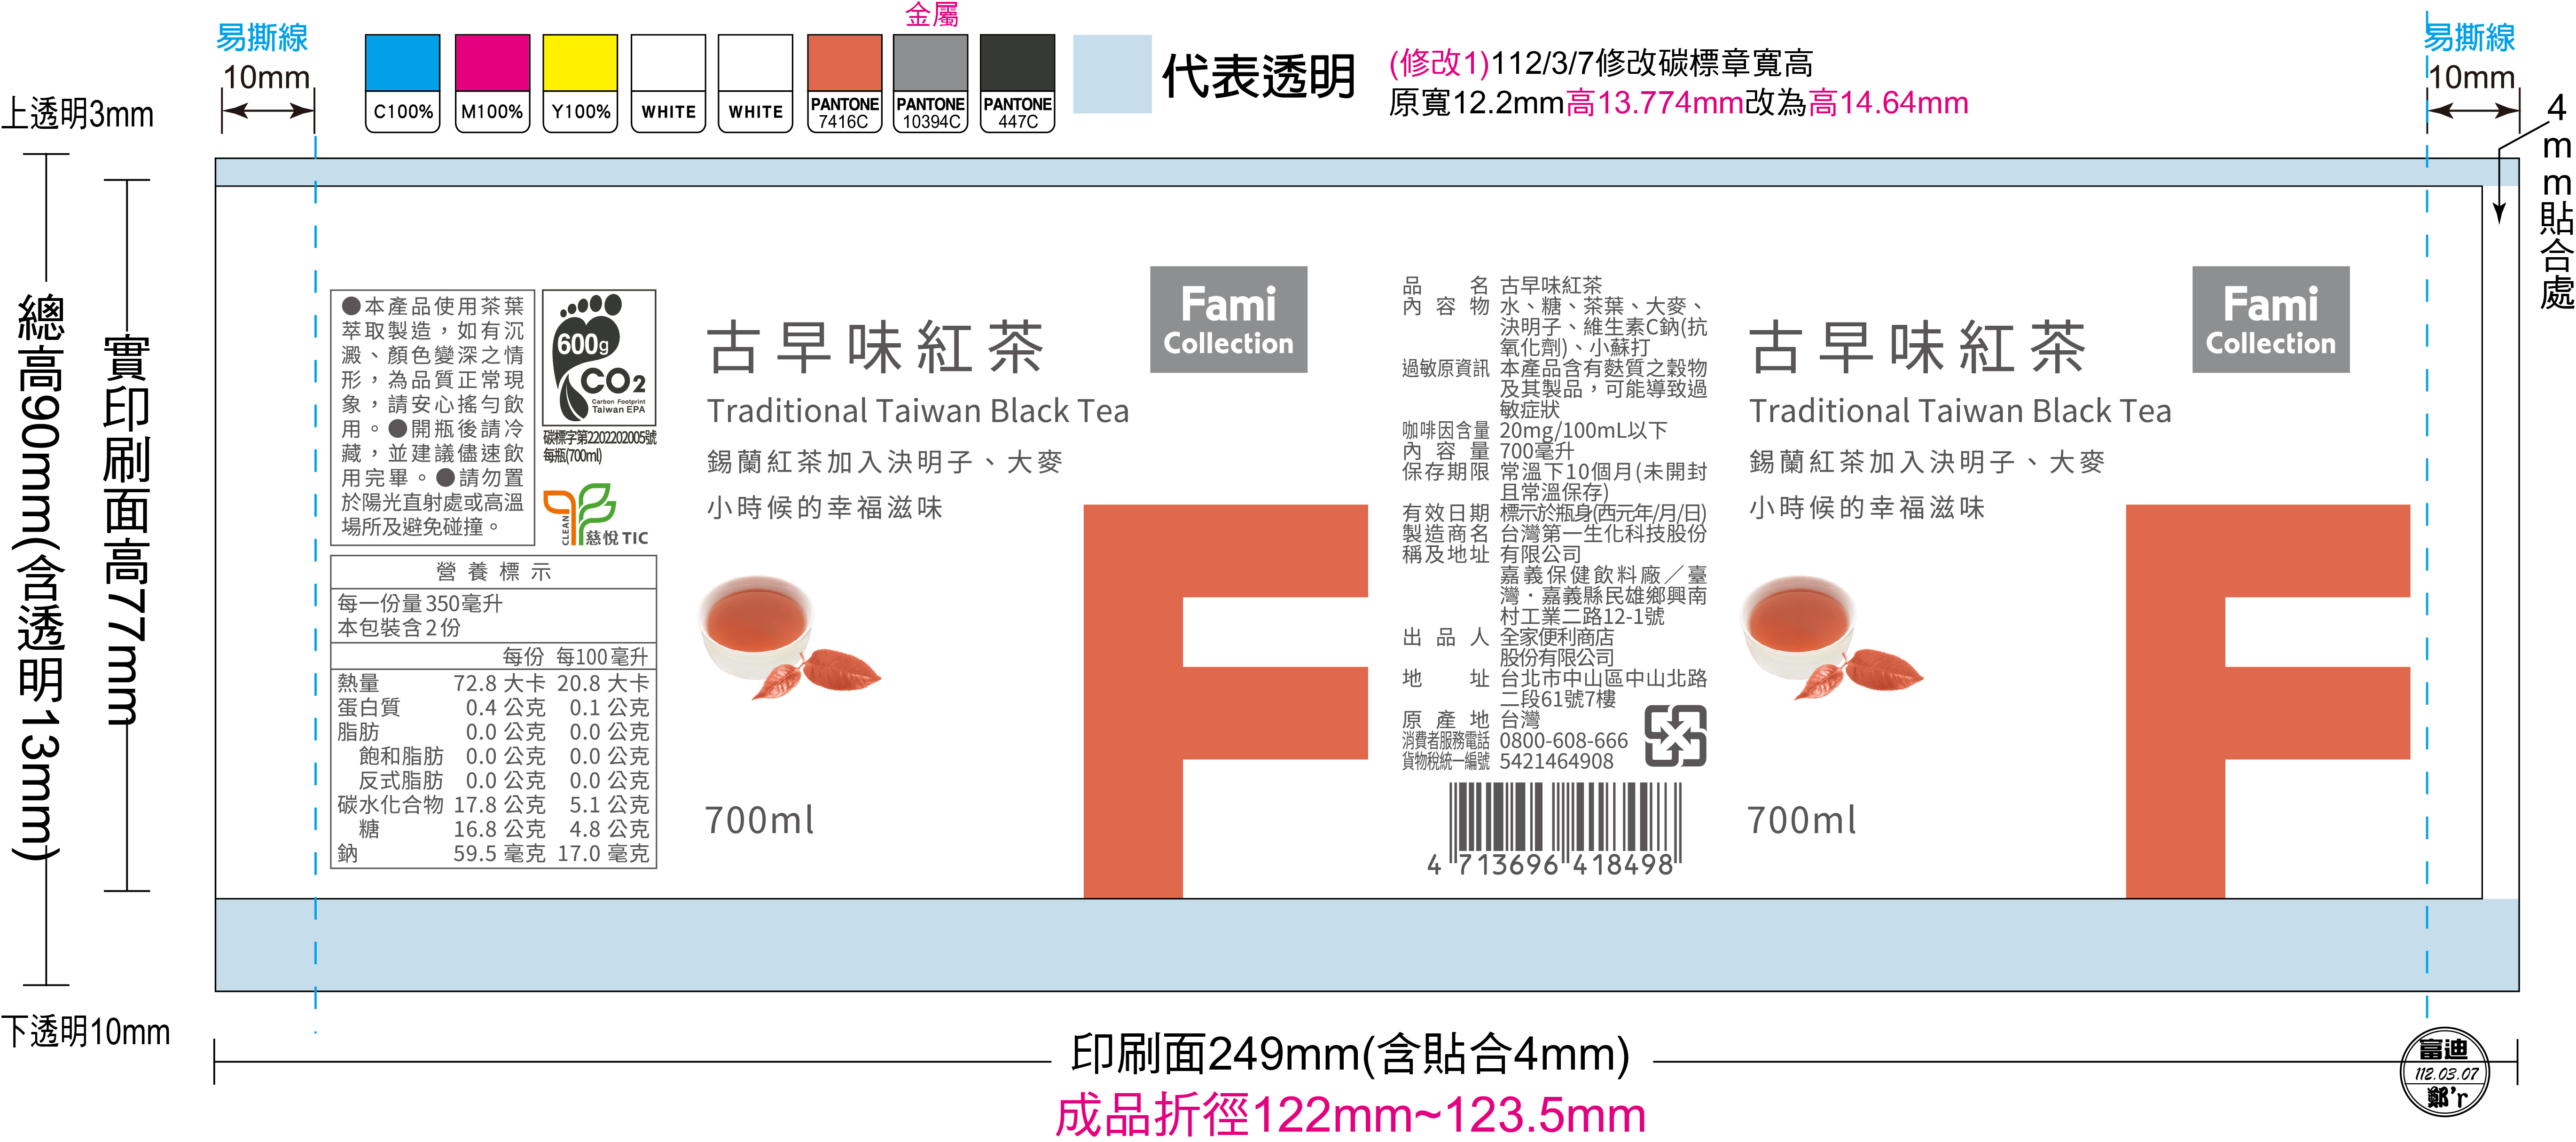 金屬
易撕線
10mm
C100%
M100%
Y100%
WHITE
WHITE
PANTONE
7416C
PANTONE
10394C
PANTONE
447C
代表透明
(修改1)112/3/7修改碳標章寬高
原寬12.2mm高13.774mm改為高14.64mm
易撕線
10mm
上透明3mm
4mm貼合處
總高90mm(含透明13mm)
實印刷面高77mm
●本產品使用茶葉
萃取製造，如有沉
澱、顏色變深之情
形，為品質正常現
象，請安心搖勻飲
用。●開瓶後請冷
藏，並建議儘速飲
用完畢。●請勿置
於陽光直射處或高溫
場所及避免碰撞。
600g
CO2
Carbon Footprint
Taiwan EPA
碳標字第2202202005號
每瓶(700ml)
CLEAN
慈悅TIC
營養標示
每一份量350毫升
本包裝含2份
每份 每100毫升
熱量 72.8大卡 20.8大卡
蛋白質 0.4公克 0.1公克
脂肪 0.0公克 0.0公克
飽和脂肪 0.0公克 0.0公克
反式脂肪 0.0公克 0.0公克
碳水化合物 17.8公克 5.1公克
糖 16.8公克 4.8公克
鈉 59.5毫克 17.0毫克
Fami
Collection
古早味紅茶
Traditional Taiwan Black Tea
錫蘭紅茶加入決明子、大麥
小時候的幸福滋味
700ml
F
品名 古早味紅茶
內容物 水、糖、茶葉、大麥、
決明子、維生素C鈉(抗
氧化劑)、小蘇打
過敏原資訊 本產品含有麩質之穀物
及其製品，可能導致過
敏症狀
咖啡因含量 20mg/100mL以下
內容量 700毫升
保存期限 常溫下10個月(未開封
且常溫保存)
有效日期 標示於瓶身(西元年/月/日)
製造商名 台灣第一生化科技股份
稱及地址 有限公司
嘉義保健飲料廠／臺
灣．嘉義縣民雄鄉興南
村工業二路12-1號
出品人 全家便利商店
股份有限公司
地址 台北市中山區中山北路
二段61號7樓
原產地 台灣
消費者服務電話 0800-608-666
貨物稅統一編號 5421464908
4 713696 418498
Fami
Collection
古早味紅茶
Traditional Taiwan Black Tea
錫蘭紅茶加入決明子、大麥
小時候的幸福滋味
700ml
F
下透明10mm
印刷面249mm(含貼合4mm)
成品折徑122mm~123.5mm
富迪
112.03.07
鄭'r